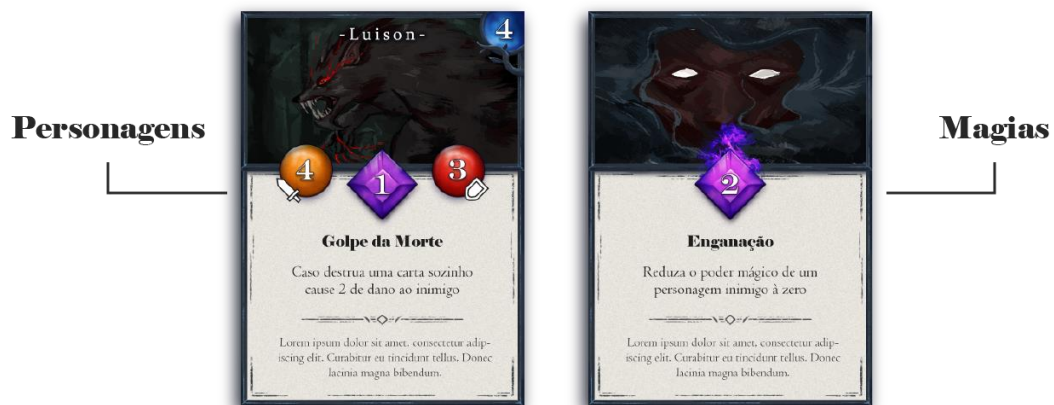 Personagens
-Luison-
4
4
1
3
Golpe da Morte
Caso destrua uma carta sozinho
cause 2 de dano ao inimigo
Lorem ipsum dolor sit amet, consectetur adip-
iscing elit. Curabitur eu tincidunt tellus. Donec
lacinia magna bibendum.
Magias
2
Enganação
Reduza o poder mágico de um
personagem inimigo à zero
Lorem ipsum dolor sit amet, consectetur adip-
iscing elit. Curabitur eu tincidunt tellus. Donec
lacinia magna bibendum.